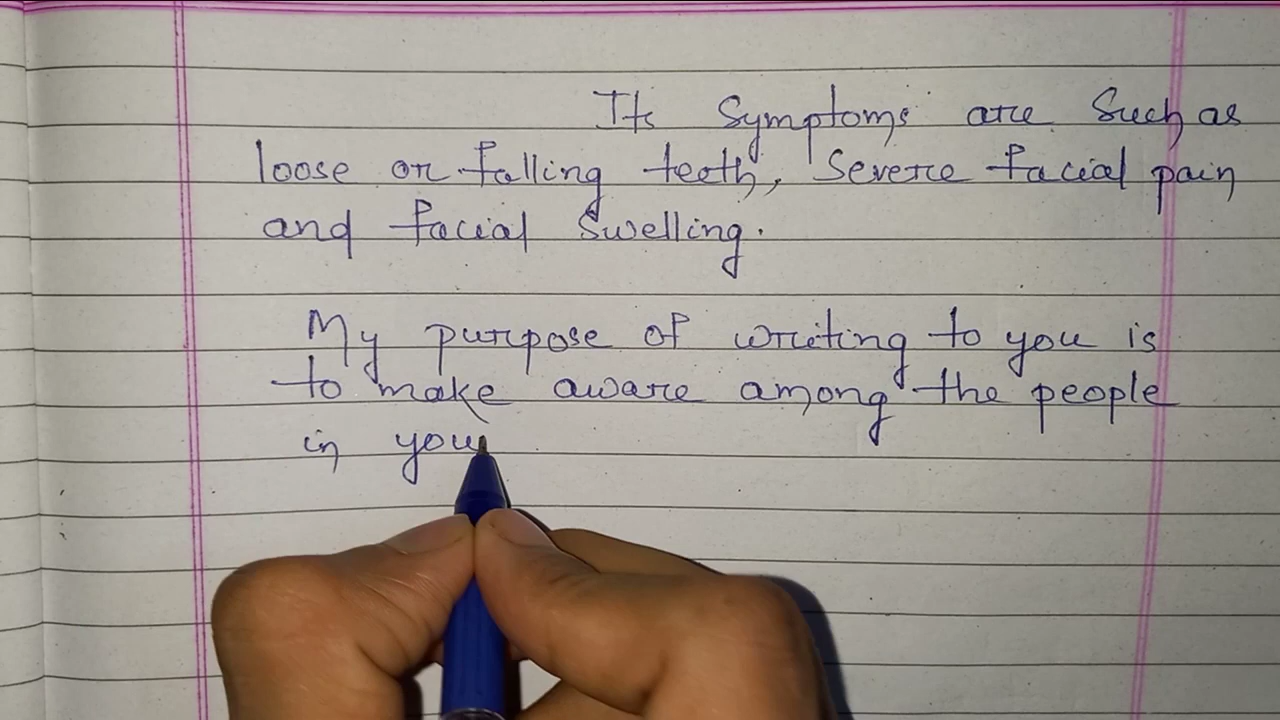 Its Symptoms are Such as
loose or falling teeth, Severe facial pain
and facial Swelling.
My purpose of writing to you is
to make aware among the people
in you